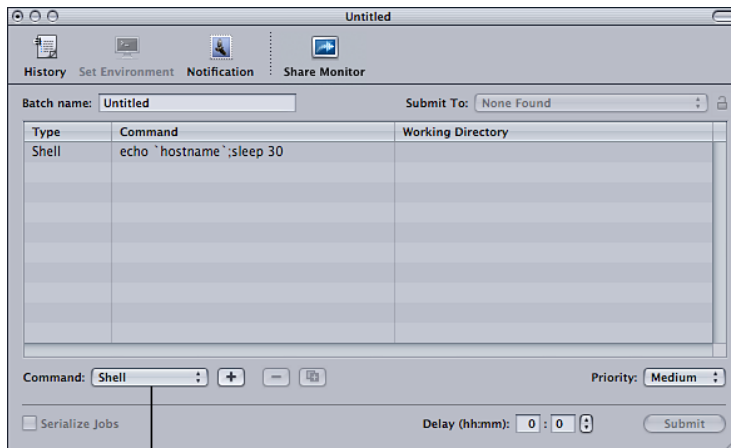 Untitled
History Set Environment Notification Share Monitor
Batch name: Untitled Submit To: None Found
Type Command Working Directory
Shell echo `hostname`;sleep 30
Command: Shell + − Priority: Medium
Serialize Jobs Delay (hh:mm): 0 : 0 Submit